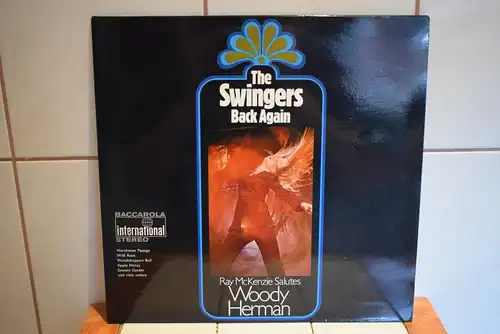 The
Swingers
Back Again
BACCAROLA
international
STEREO
Northwest Passage
Wild Root
Woodchoppers Ball
Apple Honey
Goosey Gander
und viele andere
Ray McKenzie Salutes
Woody
Herman